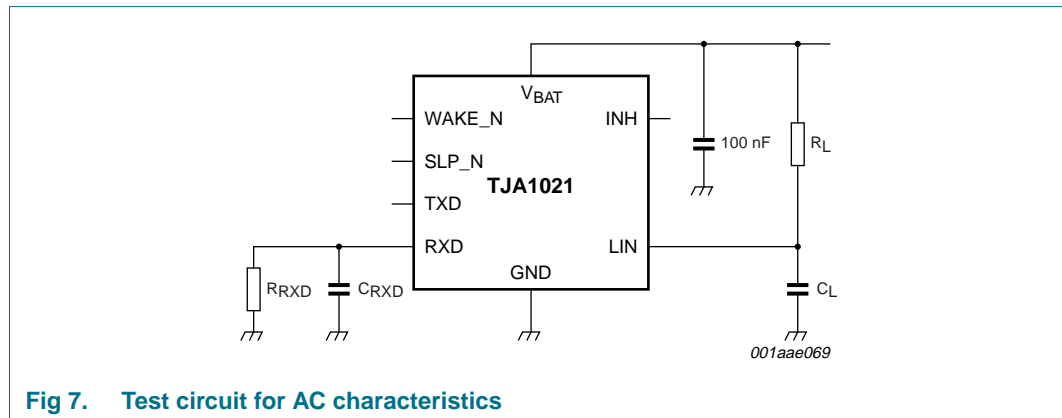 VBAT
WAKE_N
INH
100 nF
RL
SLP_N
TJA1021
TXD
RXD
LIN
GND
RRXD
CRXD
CL
001aae069
Fig 7. Test circuit for AC characteristics